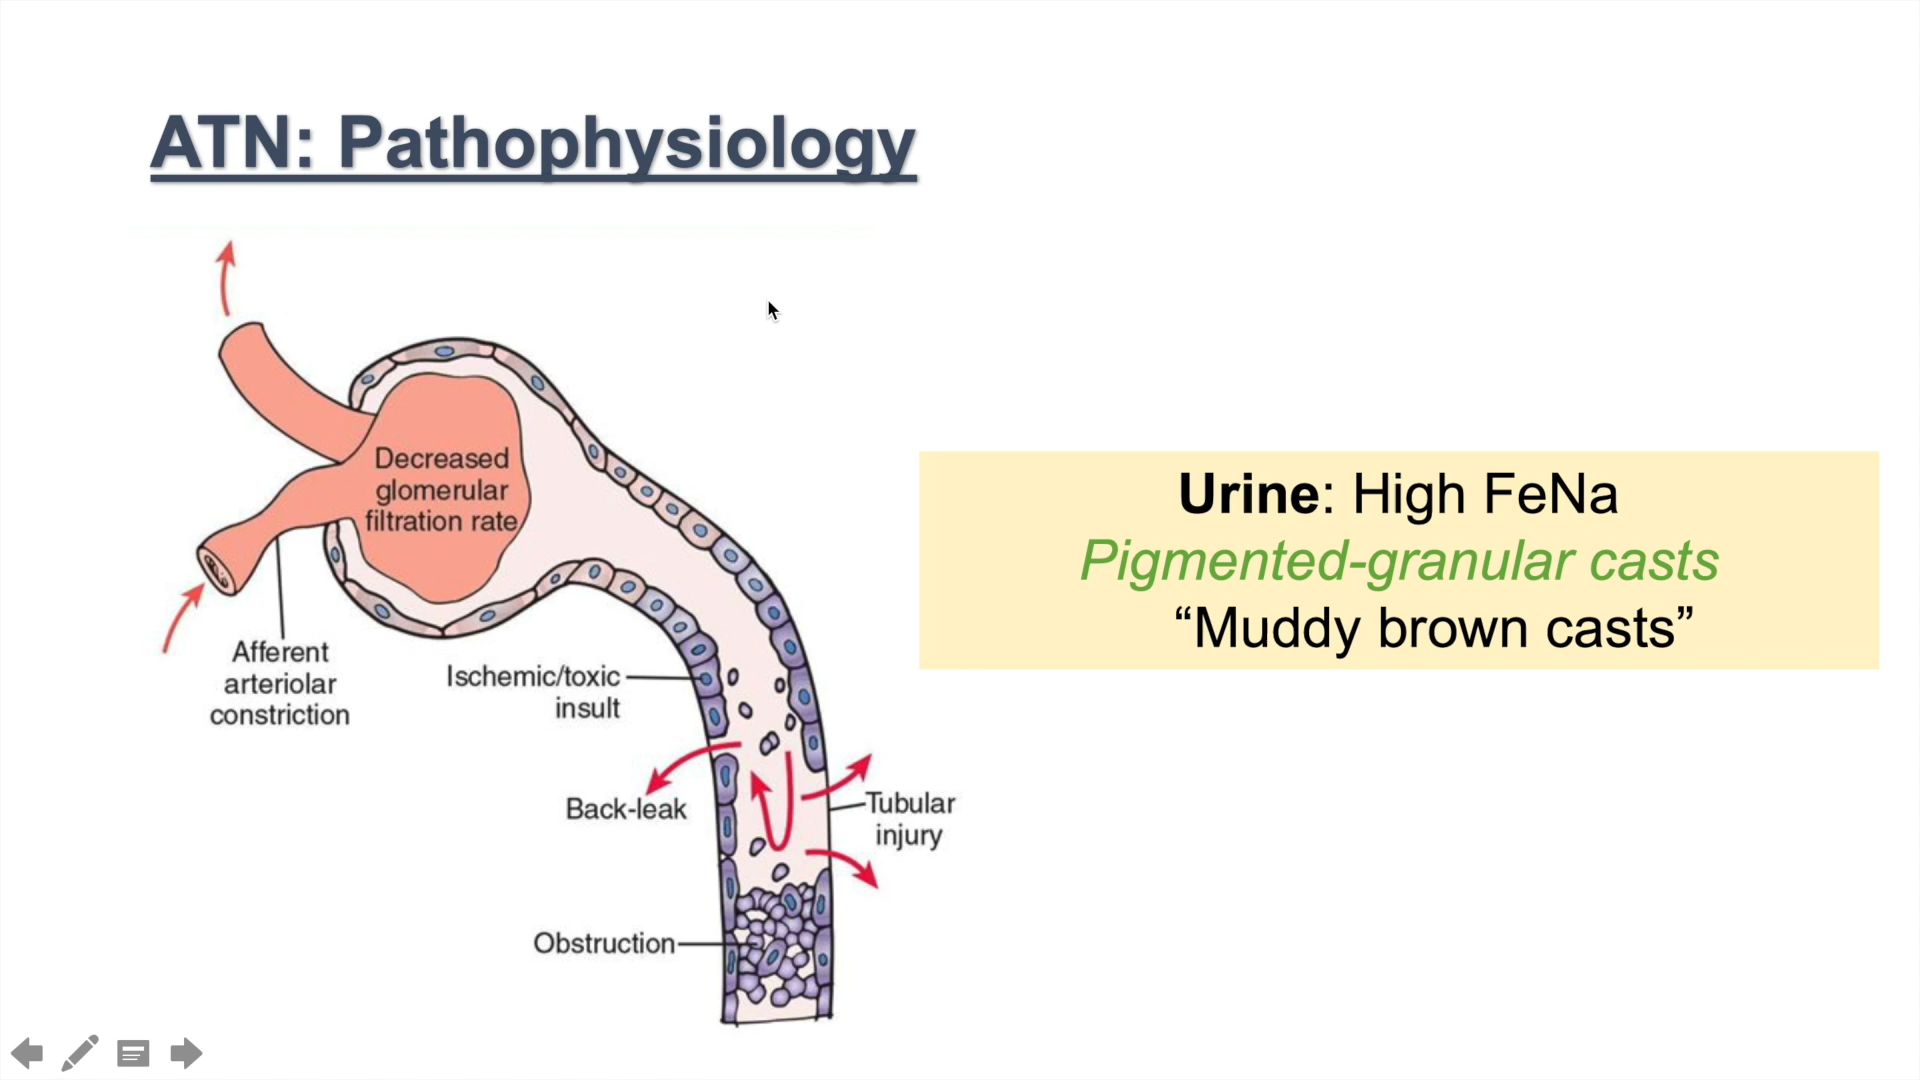 ATN: Pathophysiology
Decreased
glomerular
filtration rate
Afferent
arteriolar
constriction
Ischemic/toxic
insult
Back-leak
Tubular
injury
Obstruction
Urine: High FeNa
Pigmented-granular casts
“Muddy brown casts”